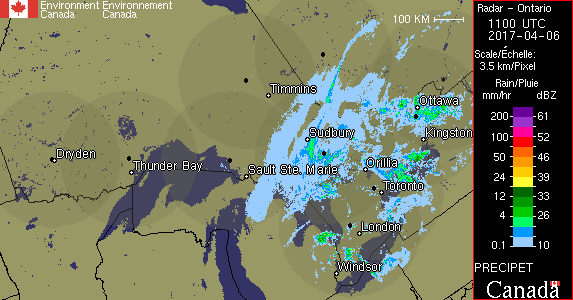 Environment Environnement
Canada Canada
100 KM
Radar - Ontario
1100 UTC
2017-04-06
Scale/Échelle:
3.5 km/Pixel
Rain/Pluie
mm/hr dBZ
200 61
100 52
50 46
24 39
12 34
4 26
0.1 10
PRECIPET
Canada
Timmins
Ottawa
Sudbury
Kingston
Dryden
Thunder Bay
Sault Ste. Marie
Orillia
Toronto
London
Windsor